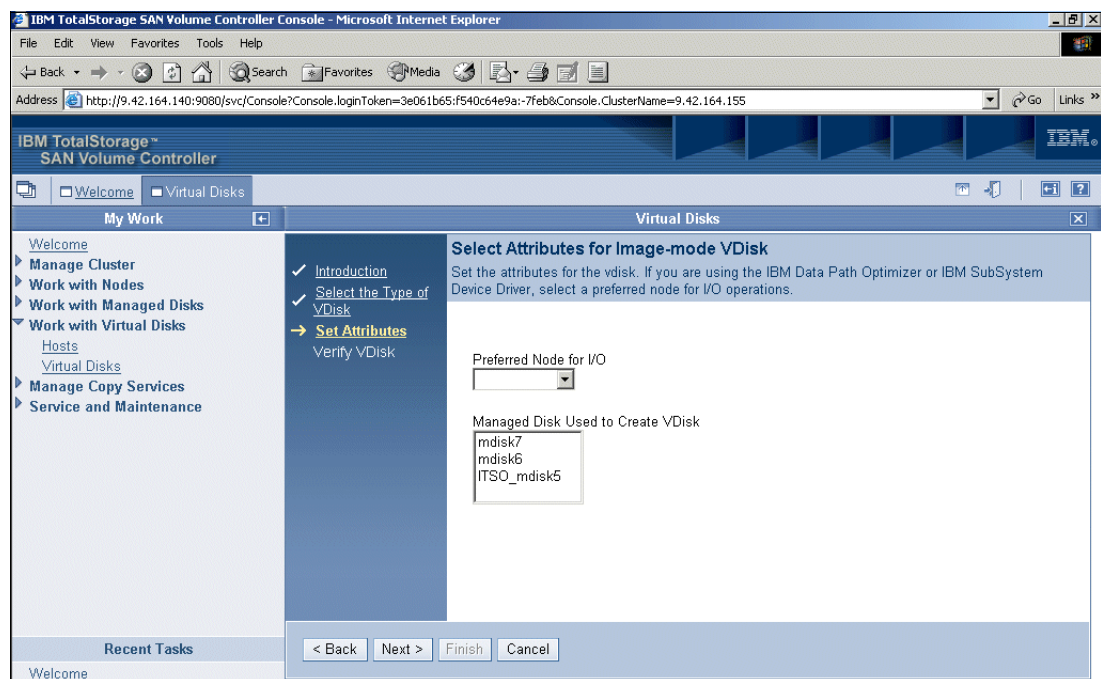 IBM TotalStorage SAN Volume Controller Console - Microsoft Internet Explorer
File Edit View Favorites Tools Help
Back Search Favorites Media
Address http://9.42.164.140:9080/svc/Console?Console.loginToken=3e061b65:f540c64e9a:-7feb&Console.ClusterName=9.42.164.155 Go Links »
IBM TotalStorage™
SAN Volume Controller
IBM®
Welcome Virtual Disks
My Work
Virtual Disks
Welcome
Manage Cluster
Work with Nodes
Work with Managed Disks
Work with Virtual Disks
Hosts
Virtual Disks
Manage Copy Services
Service and Maintenance
Recent Tasks
Welcome
Introduction
Select the Type of
VDisk
Set Attributes
Verify VDisk
Select Attributes for Image-mode VDisk
Set the attributes for the vdisk. If you are using the IBM Data Path Optimizer or IBM SubSystem
Device Driver, select a preferred node for I/O operations.
Preferred Node for I/O
Managed Disk Used to Create VDisk
mdisk7
mdisk6
ITSO_mdisk5
< Back Next > Finish Cancel